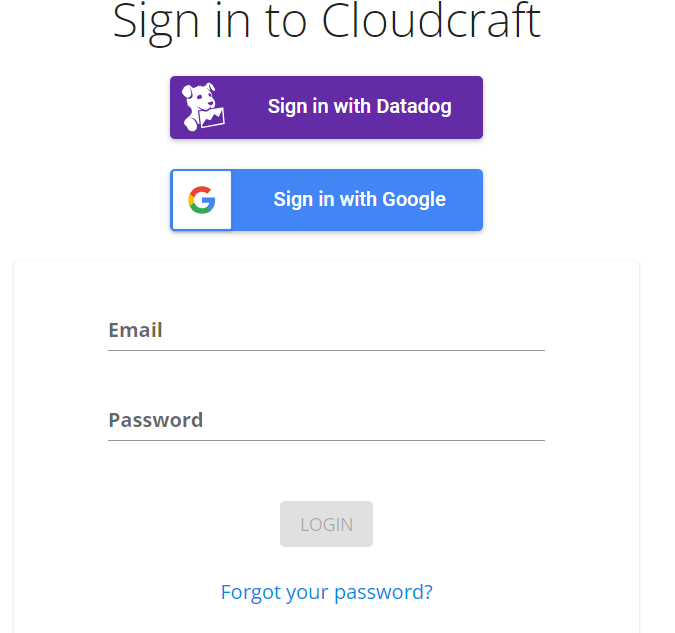 Sign in to Cloudcraft
Sign in with Datadog
Sign in with Google
Email
Password
LOGIN
Forgot your password?